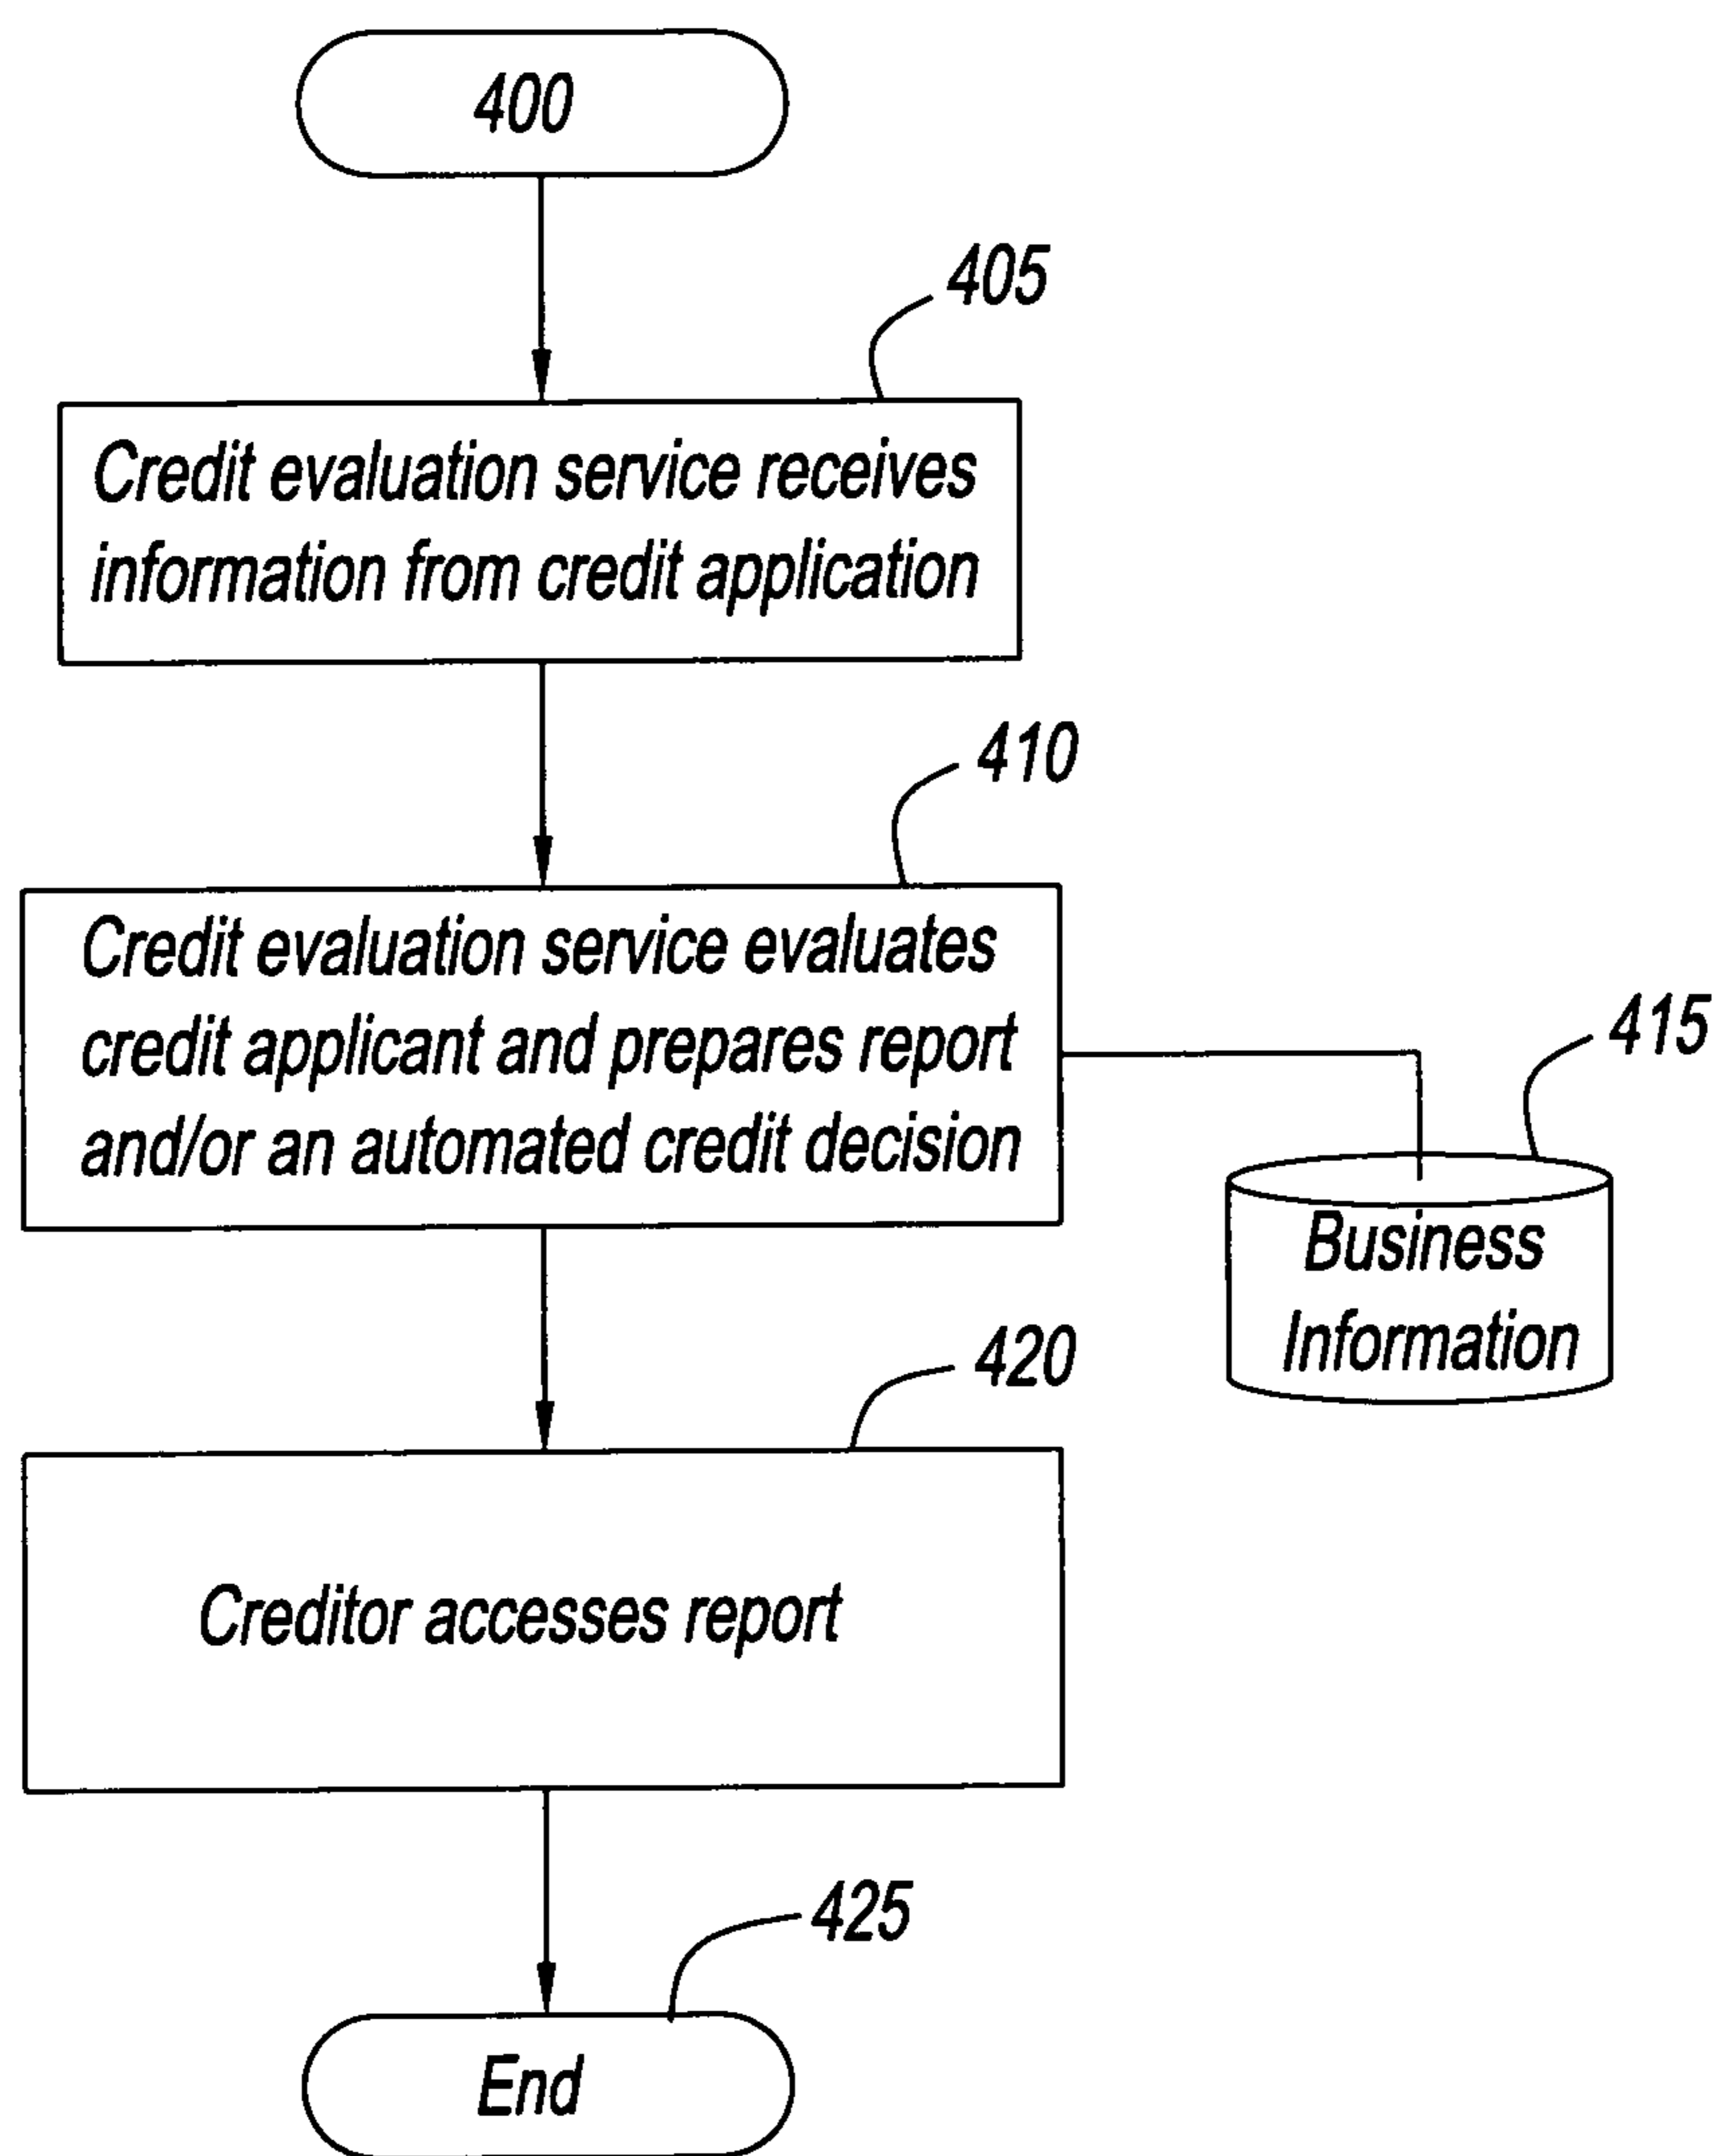 400
405
Credit evaluation service receives
information from credit application
410
Credit evaluation service evaluates
credit applicant and prepares report
and/or an automated credit decision
415
Business
Information
420
Creditor accesses report
425
End